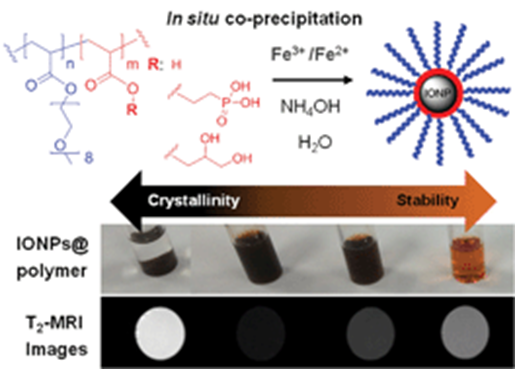 In situ co-precipitation
Fe³⁺/Fe²⁺
NH₄OH
H₂O
n
m
R: H
O
O
O
O
R
O
8
O
P
OH
OH
OH
OH
IONP
Crystallinity
Stability
IONPs@
polymer
T₂-MRI
Images